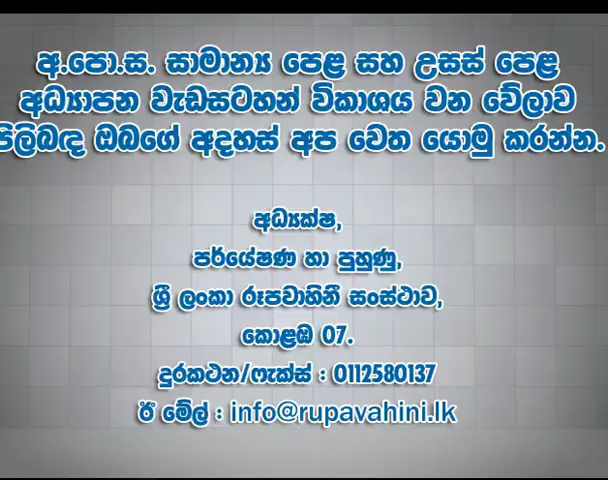 අ.පො.ස. සාමාන්‍ය පෙළ සහ උසස් පෙළ
අධ්‍යාපන වැඩසටහන් විකාශය වන වේලාව
පිලිබඳ ඔබගේ අදහස් අප වෙත යොමු කරන්න.
අධ්‍යක්ෂ,
පර්යේෂණ හා පුහුණු,
ශ්‍රී ලංකා රූපවාහිනී සංස්ථාව,
කොළඹ 07.
දුරකථන/ෆැක්ස් : 0112580137
ඊ මේල් : info@rupavahini.lk